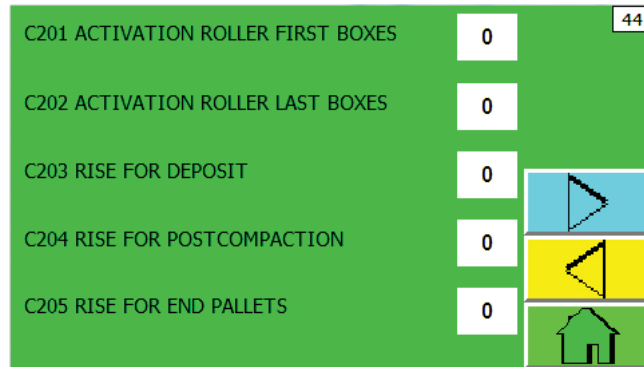 44
C201 ACTIVATION ROLLER FIRST BOXES 0
C202 ACTIVATION ROLLER LAST BOXES 0
C203 RISE FOR DEPOSIT 0
C204 RISE FOR POSTCOMPACTION 0
C205 RISE FOR END PALLETS 0